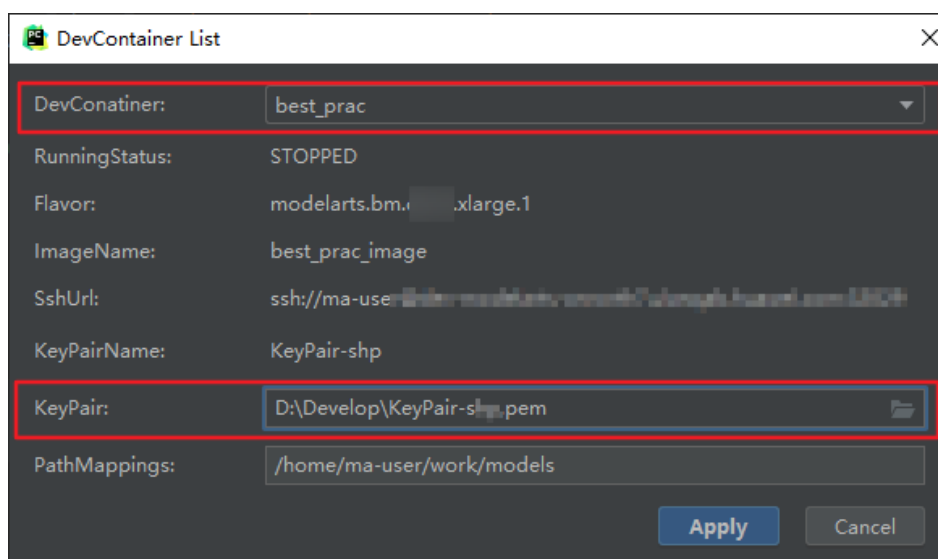 PC DevContainer List
DevConatiner: best_prac
RunningStatus: STOPPED
Flavor: modelarts.bm. .xlarge.1
ImageName: best_prac_image
SshUrl: ssh://ma-use
KeyPairName: KeyPair-shp
KeyPair: D:\Develop\KeyPair-s .pem
PathMappings: /home/ma-user/work/models
Apply Cancel